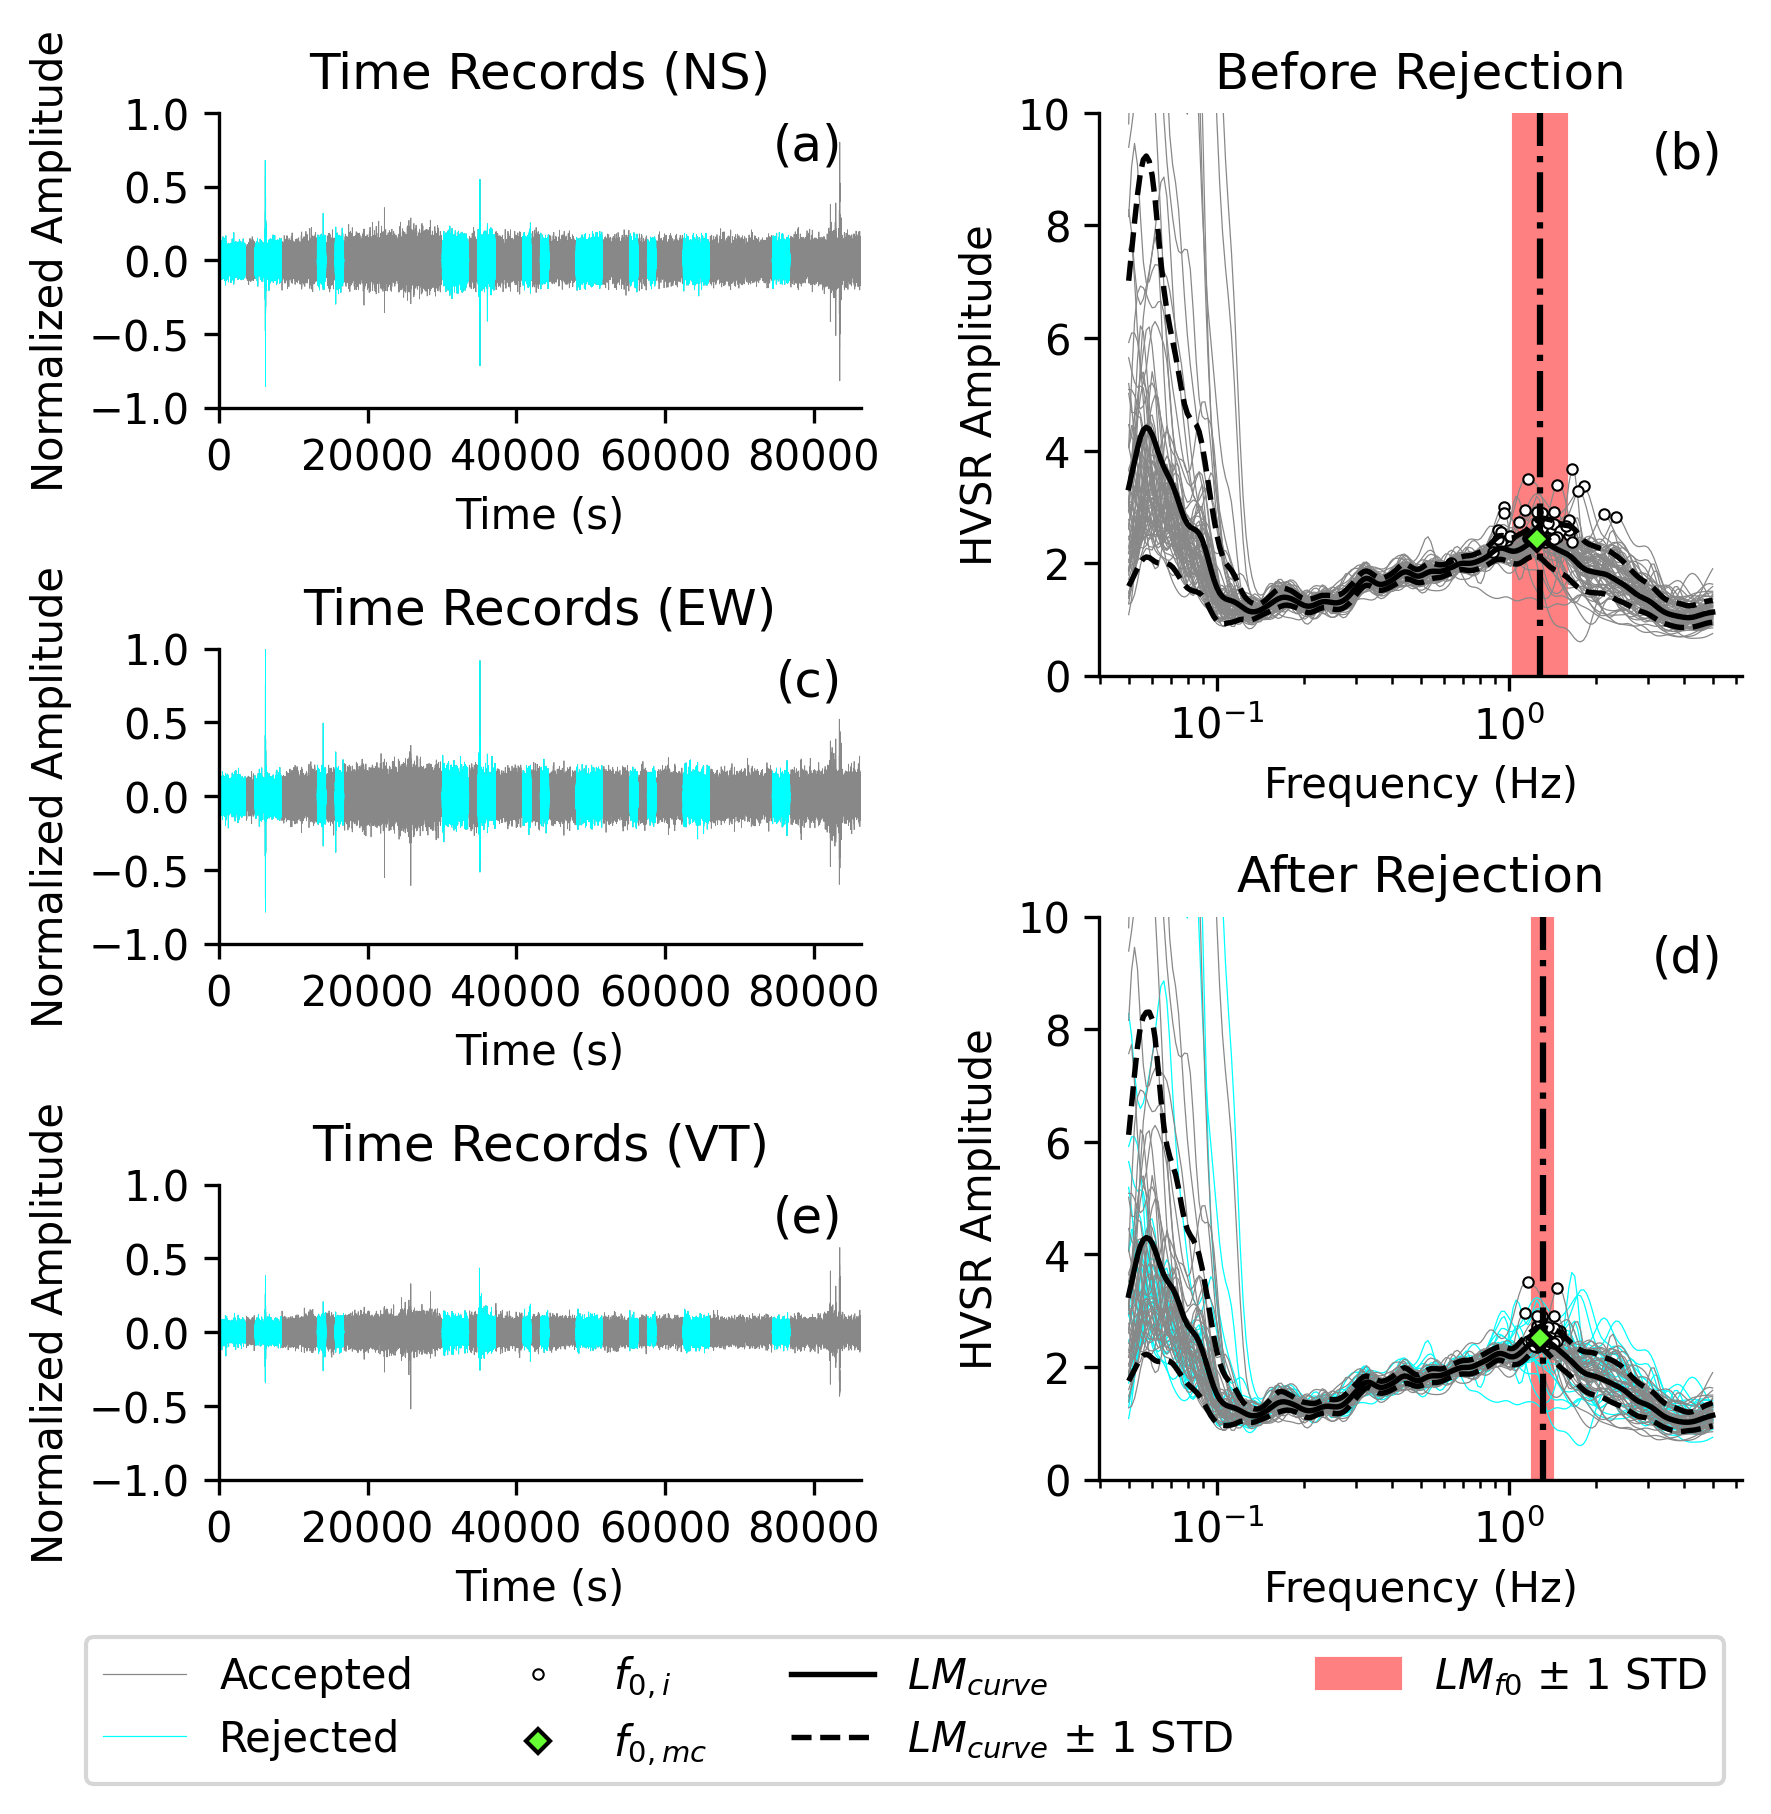 Time Records (NS)
Normalized Amplitude
1.0
0.5
0.0
−0.5
−1.0
(a)
0 20000 40000 60000 80000
Time (s)
Before Rejection
HVSR Amplitude
10
8
6
4
2
0
(b)
10⁻¹ 10⁰
Frequency (Hz)
Time Records (EW)
Normalized Amplitude
1.0
0.5
0.0
−0.5
−1.0
(c)
0 20000 40000 60000 80000
Time (s)
After Rejection
HVSR Amplitude
10
8
6
4
2
0
(d)
10⁻¹ 10⁰
Frequency (Hz)
Time Records (VT)
Normalized Amplitude
1.0
0.5
0.0
−0.5
−1.0
(e)
0 20000 40000 60000 80000
Time (s)
Accepted
Rejected
f0,i
f0,mc
LMcurve
LMcurve ± 1 STD
LMf0 ± 1 STD